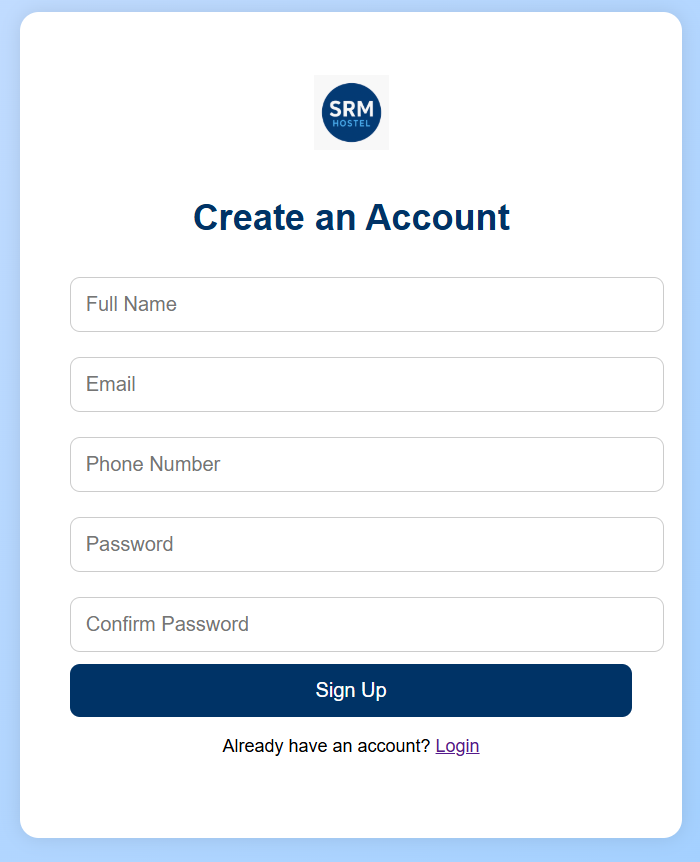 SRM
HOSTEL
Create an Account
Full Name
Email
Phone Number
Password
Confirm Password
Sign Up
Already have an account? Login